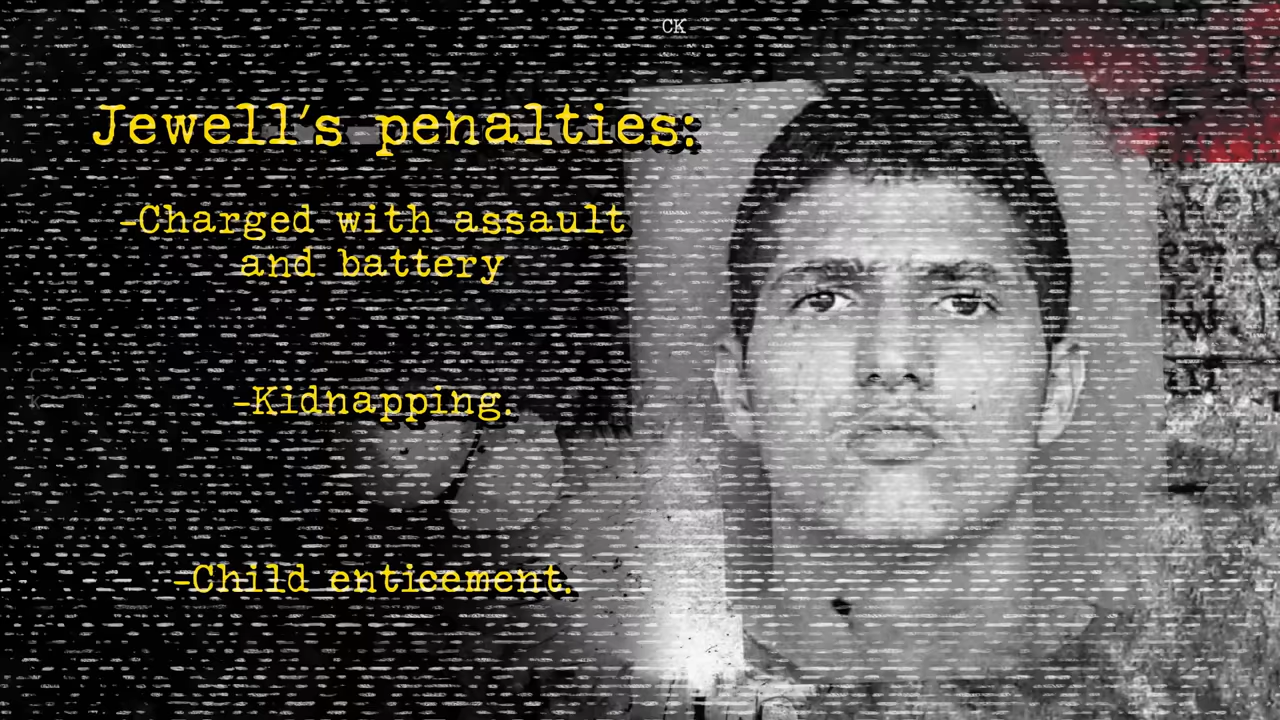 CK
Jewell's penalties:
-Charged with assault
and battery
-Kidnapping.
-Child enticement.